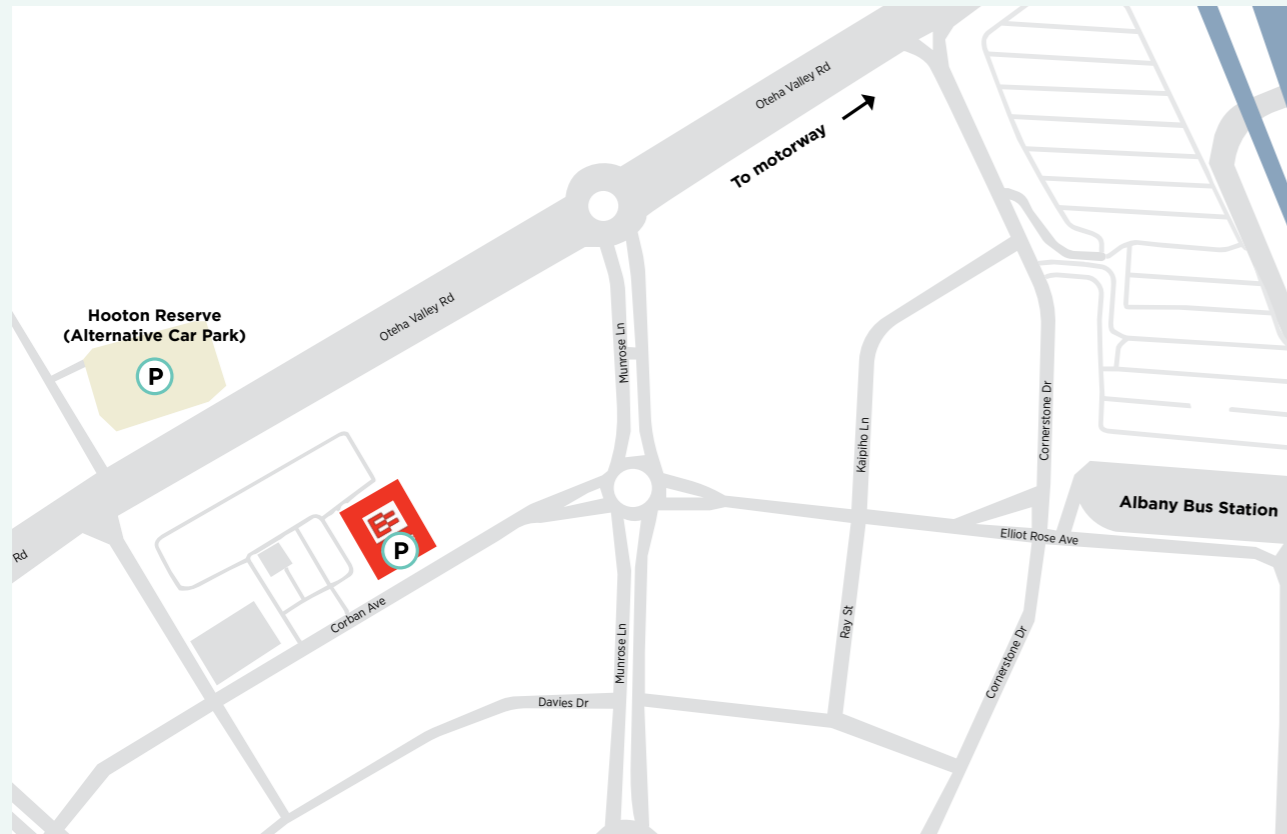 Oteha Valley Rd
To motorway
Hooton Reserve
(Alternative Car Park)
P
Oteha Valley Rd
Munrose Ln
Kaipiho Ln
Cornerstone Dr
Albany Bus Station
Elliot Rose Ave
P
Rd
Corban Ave
Munrose Ln
Ray St
Cornerstone Dr
Davies Dr